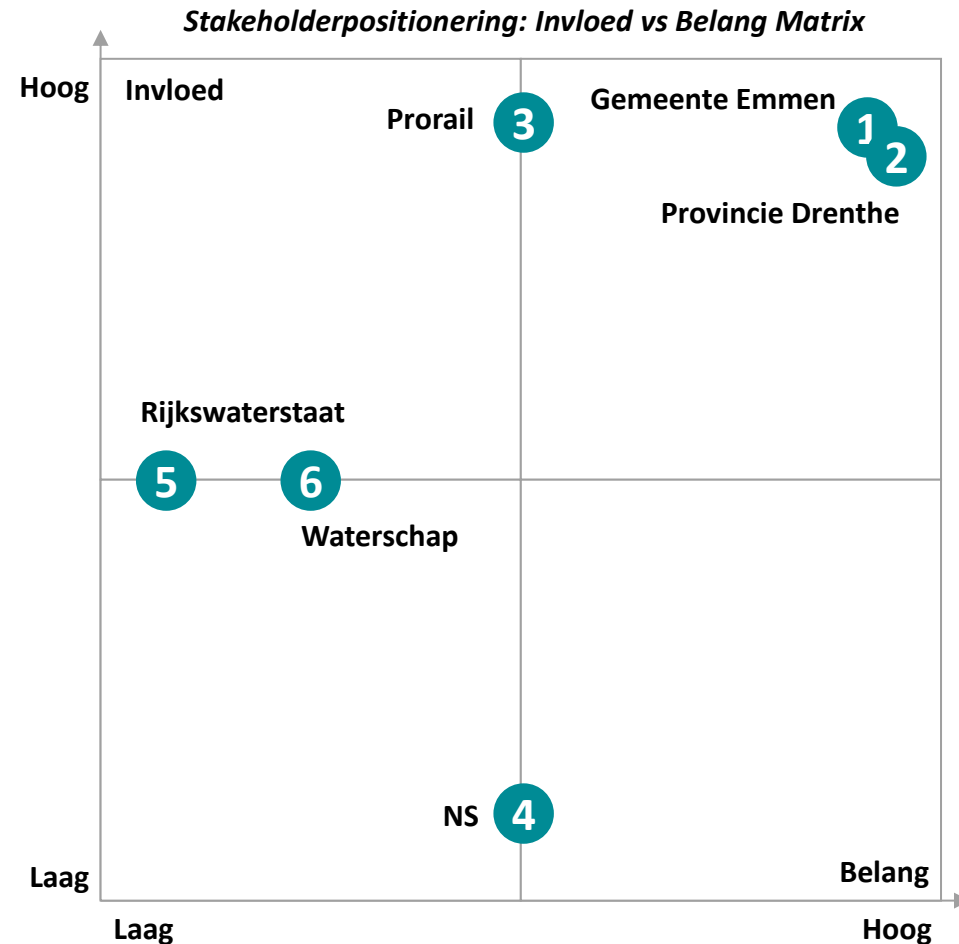 Stakeholderpositionering: Invloed vs Belang Matrix
Hoog
Invloed
Prorail
3
Gemeente Emmen
1
2
Provincie Drenthe
Rijkswaterstaat
5
6
Waterschap
NS
4
Laag
Belang
Laag
Hoog